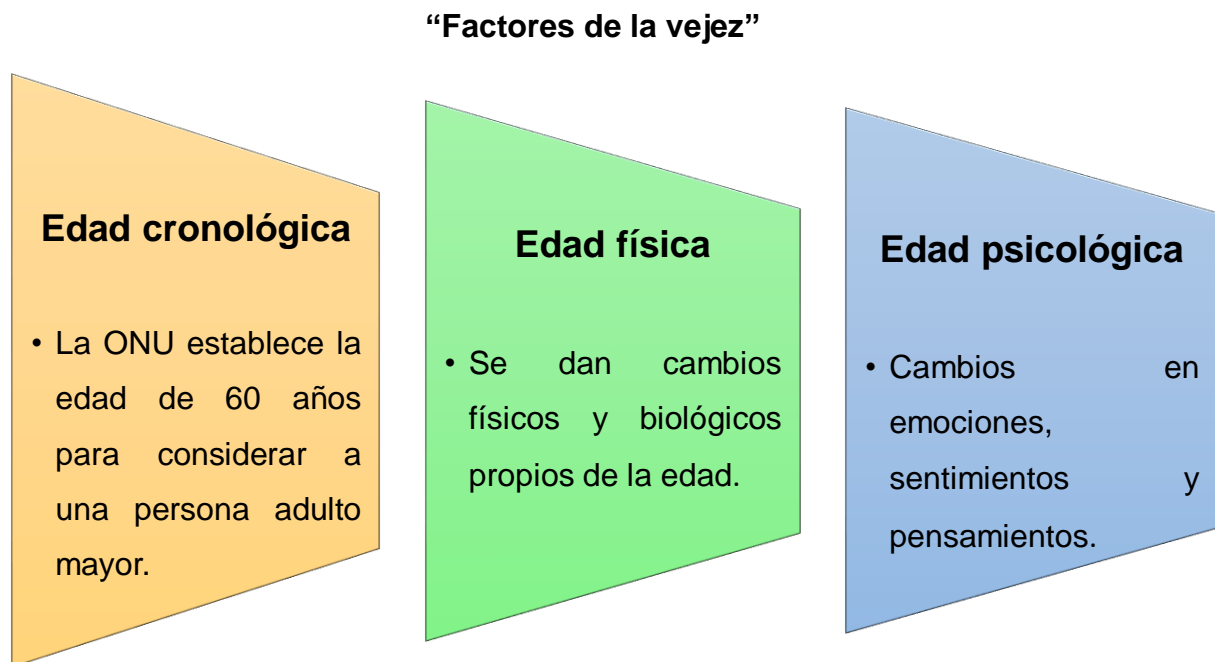 “Factores de la vejez”
Edad cronológica
• La ONU establece la
edad de 60 años
para considerar a
una persona adulto
mayor.
Edad física
• Se dan cambios
físicos y biológicos
propios de la edad.
Edad psicológica
• Cambios en
emociones,
sentimientos y
pensamientos.